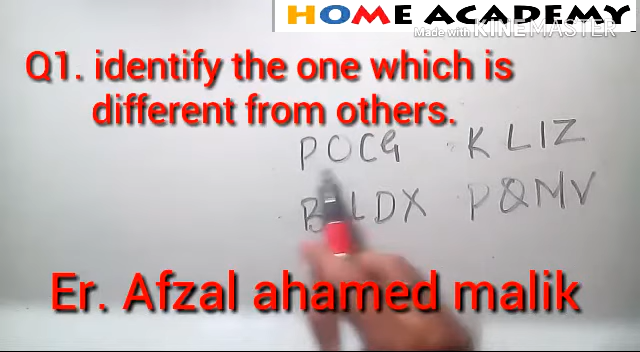 HOME ACADEMY
Made with KINEMASTER
Q1. identify the one which is
different from others.
POCG KLIZ
BLDX PQMV
Er. Afzal ahamed malik